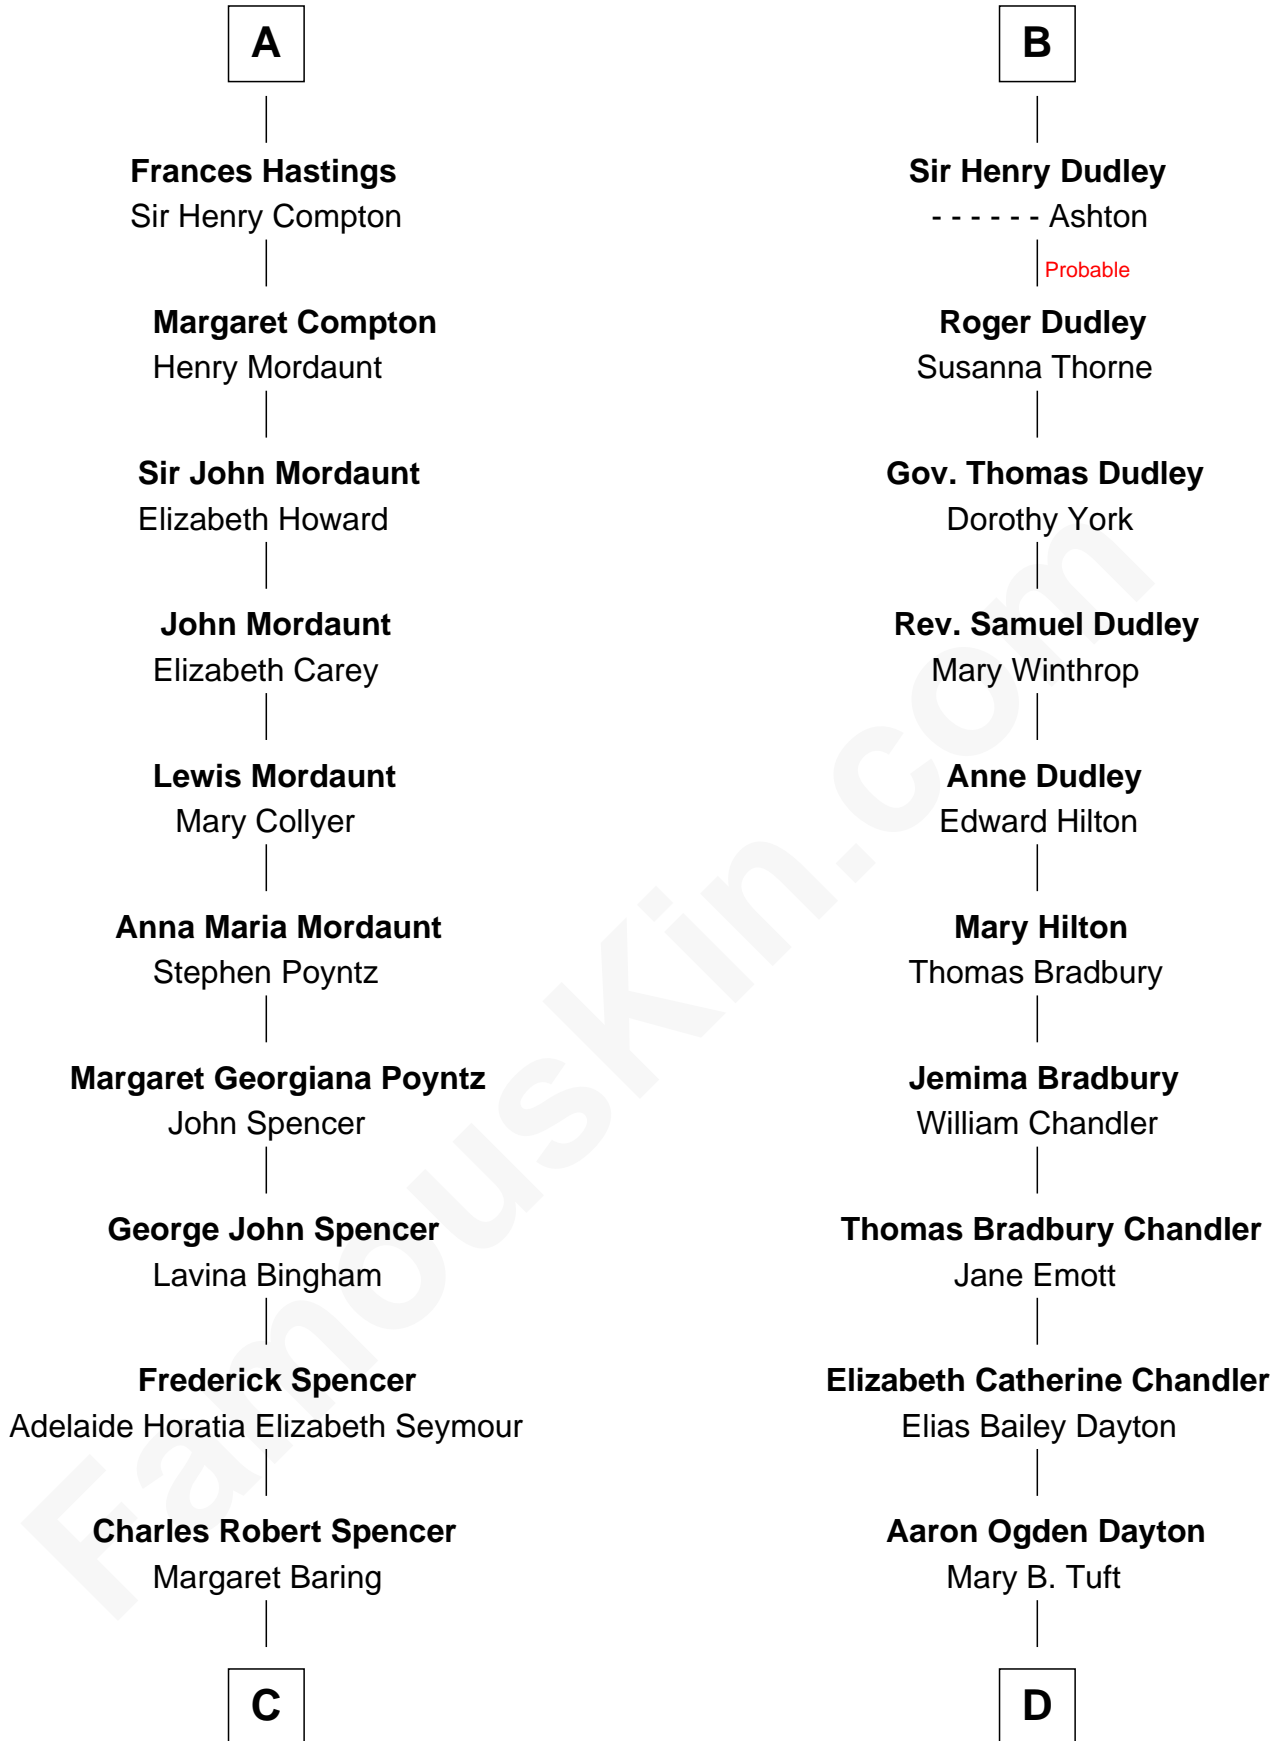 A
Frances Hastings
Sir Henry Compton
Margaret Compton
Henry Mordaunt
Sir John Mordaunt
Elizabeth Howard
John Mordaunt
Elizabeth Carey
Lewis Mordaunt
Mary Collyer
Anna Maria Mordaunt
Stephen Poyntz
Margaret Georgiana Poyntz
John Spencer
George John Spencer
Lavina Bingham
Frederick Spencer
Adelaide Horatia Elizabeth Seymour
Charles Robert Spencer
Margaret Baring
C
B
Sir Henry Dudley
- - - - - - Ashton
Probable
Roger Dudley
Susanna Thorne
Gov. Thomas Dudley
Dorothy York
Rev. Samuel Dudley
Mary Winthrop
Anne Dudley
Edward Hilton
Mary Hilton
Thomas Bradbury
Jemima Bradbury
William Chandler
Thomas Bradbury Chandler
Jane Emott
Elizabeth Catherine Chandler
Elias Bailey Dayton
Aaron Ogden Dayton
Mary B. Tuft
D
FamousKin.com